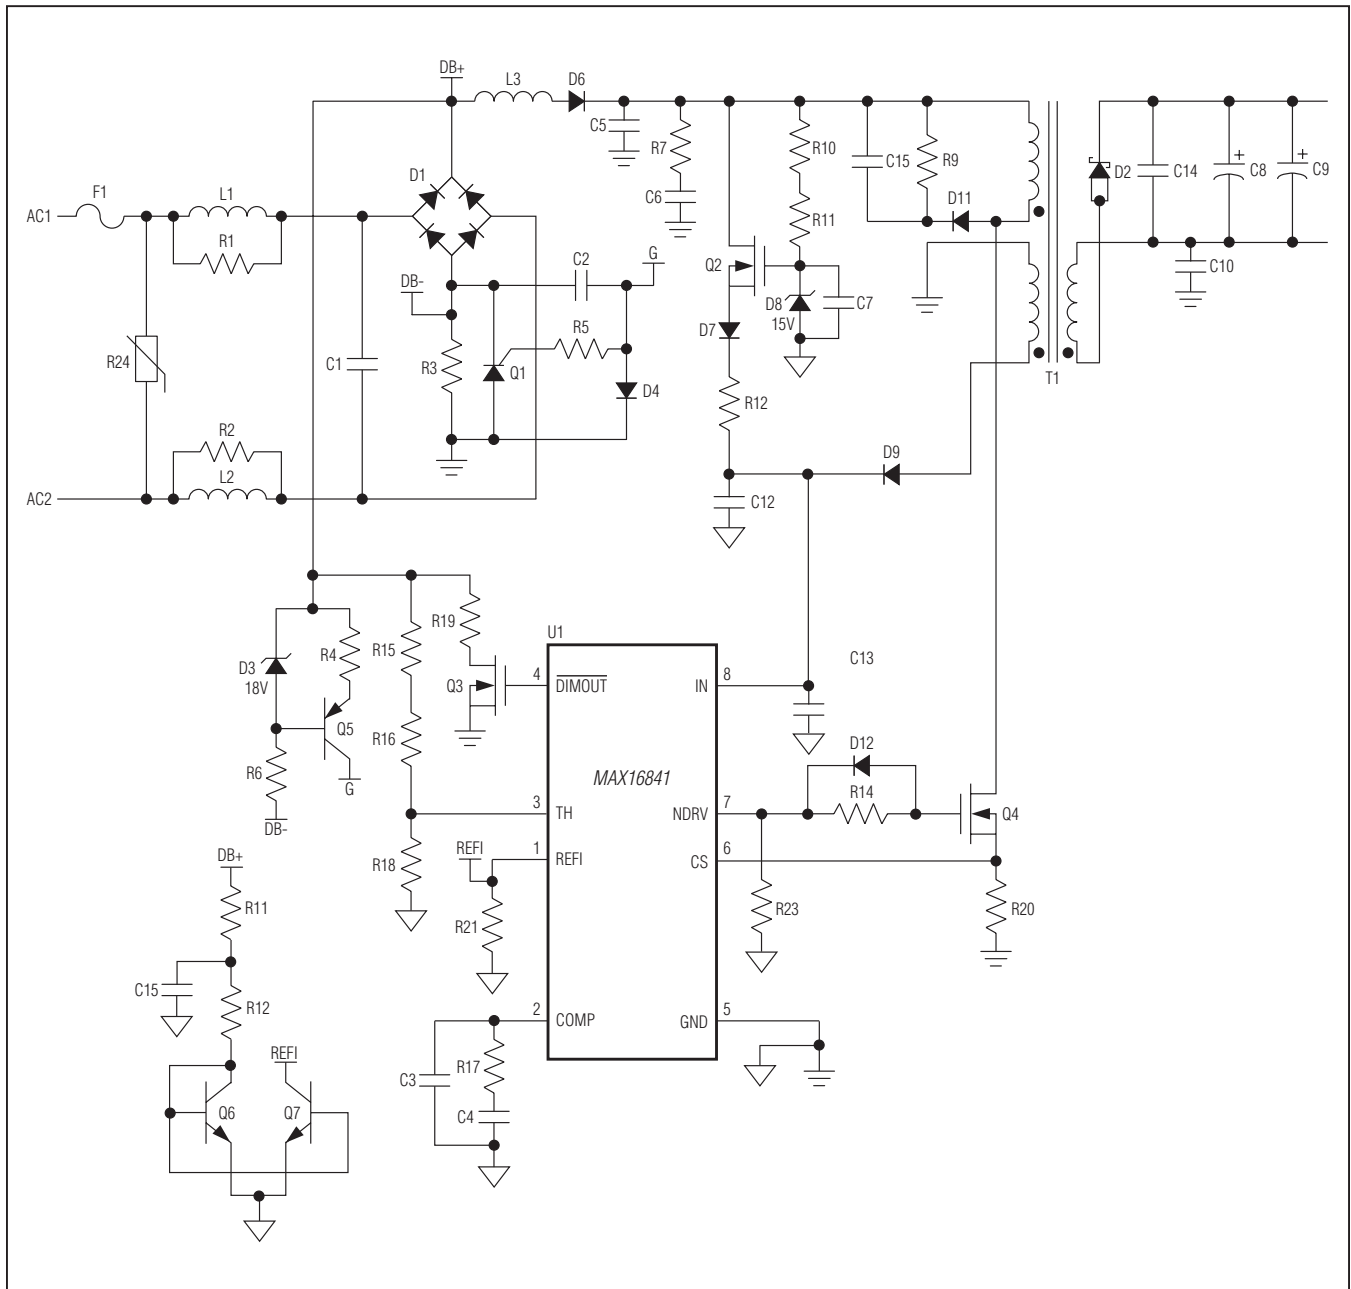 DB+
L3
D6
C5
R7
C6
R10
R11
C15
R9
D11
D2
C14
+
C8
+
C9
F1
L1
D1
AC1
R1
C2
G
Q2
C10
DB-
D8
15V
C7
R5
D7
R24
C1
R3
Q1
D4
R12
T1
R2
D9
L2
AC2
C12
R19
U1
R15
R4
C13
D3
18V
Q3
4
DIMOUT
IN
8
Q5
R16
D12
R6
G
MAX16841
R14
3
TH
NDRV
7
Q4
DB-
REFI
1
REFI
CS
6
DB+
R18
R11
R21
R23
R20
C15
R12
2
COMP
GND
5
REFI
R17
C3
Q6
Q7
C4